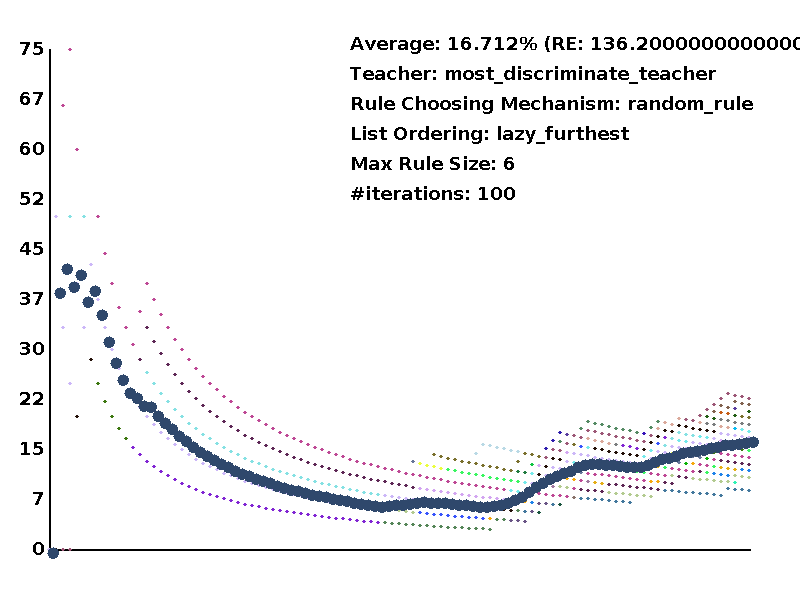 Average: 16.712% (RE: 136.2000000000000
Teacher: most_discriminate_teacher
Rule Choosing Mechanism: random_rule
List Ordering: lazy_furthest
Max Rule Size: 6
#iterations: 100
75
67
60
52
45
37
30
22
15
7
0